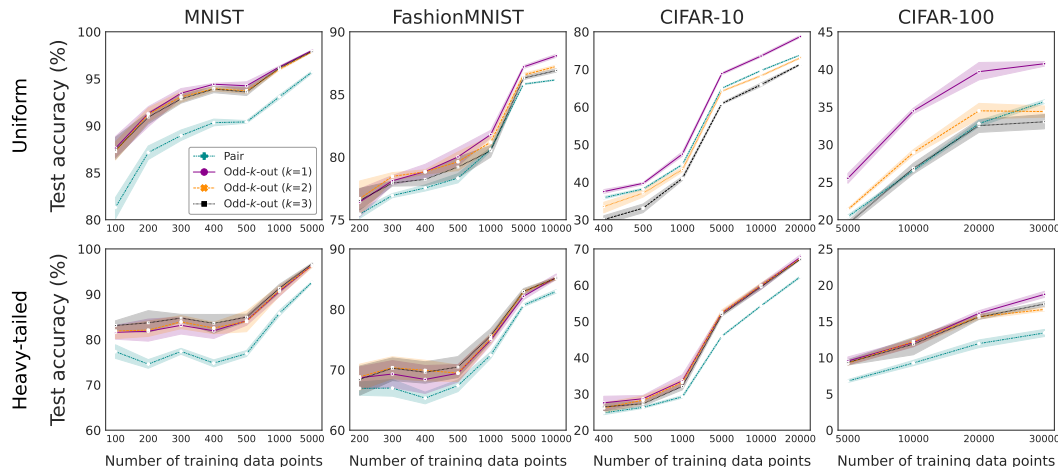 MNIST
FashionMNIST
CIFAR-10
CIFAR-100
Uniform
Test accuracy (%)
100
95
90
85
80
100 200 300 400 500 1000 5000
Pair
Odd-k-out (k=1)
Odd-k-out (k=2)
Odd-k-out (k=3)
90
85
80
75
200 300 400 500 1000 5000 10000
80
70
60
50
40
30
400 500 1000 5000 10000 20000
45
40
35
30
25
20
5000 10000 20000 30000
Heavy-tailed
Test accuracy (%)
100
90
80
70
60
100 200 300 400 500 1000 5000
Number of training data points
90
80
70
60
200 300 400 500 1000 5000 10000
Number of training data points
70
60
50
40
30
20
400 500 1000 5000 10000 20000
Number of training data points
25
20
15
10
5
0
5000 10000 20000 30000
Number of training data points